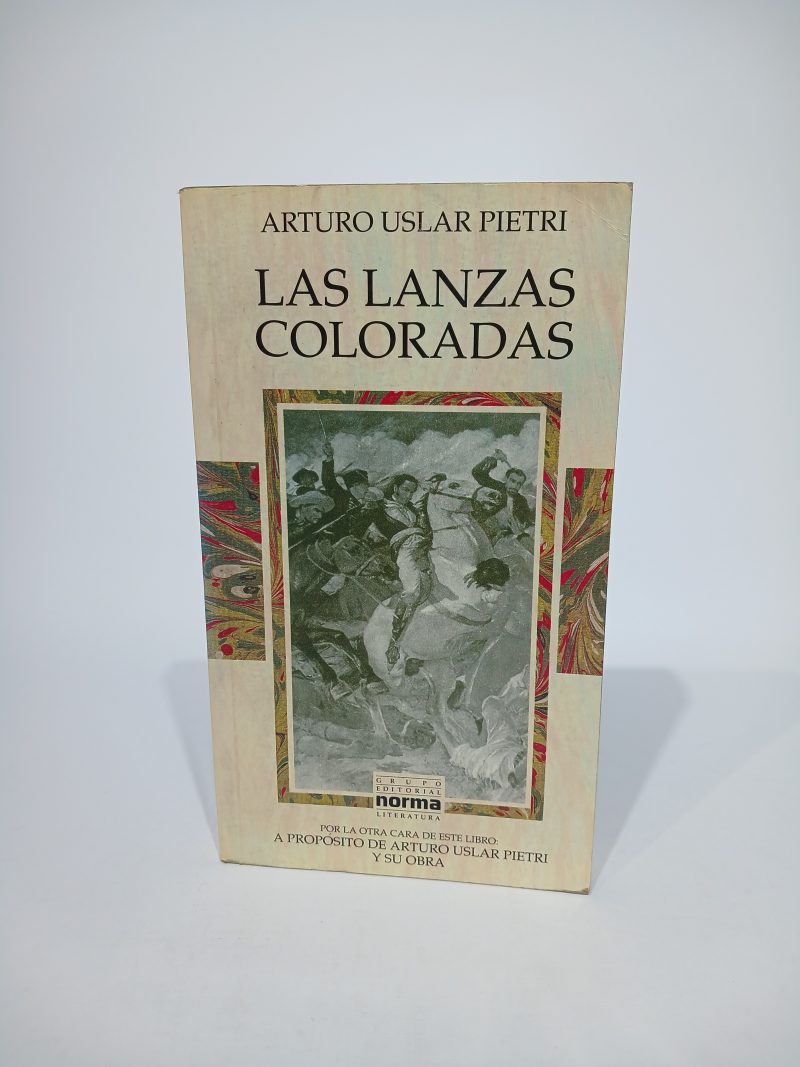 ARTURO USLAR PIETRI
LAS LANZAS
COLORADAS
GRUPO
EDITORIAL
norma
LITERATURA
POR LA OTRA CARA DE ESTE LIBRO:
A PROPÓSITO DE ARTURO USLAR PIETRI
Y SU OBRA